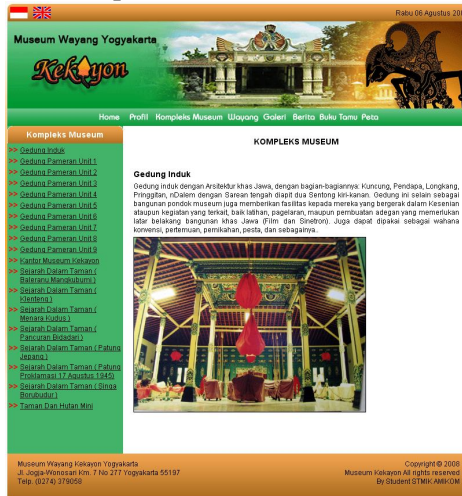 Rabu 06 Agustus 200
Museum Wayang Yogyakarta
Kekayon
Home Profil Kompleks Museum Wayang Galeri Berita Buku Tamu Peta
Kompleks Museum
>> Gedung Induk
>> Gedung Pameran Unit 1
>> Gedung Pameran Unit 2
>> Gedung Pameran Unit 3
>> Gedung Pameran Unit 4
>> Gedung Pameran Unit 5
>> Gedung Pameran Unit 6
>> Gedung Pameran Unit 7
>> Gedung Pameran Unit 8
>> Gedung Pameran Unit 9
>> Kantor Museum Kekayon
>> Sejarah Dalam Taman (
Baleranu Mangkubumi )
>> Sejarah Dalam Taman (
Klenteng )
>> Sejarah Dalam Taman (
Menara Kudus )
>> Sejarah Dalam Taman (
Pancuran Bidadari )
>> Sejarah Dalam Taman ( Patung
Jepang )
>> Sejarah Dalam Taman ( Patung
Proklamasi 17 Agustus 1945)
>> Sejarah Dalam Taman ( Singa
Borubudur )
>> Taman Dan Hutan Mini
KOMPLEKS MUSEUM
Gedung Induk
Gedung induk dengan Arsitektur khas Jawa, dengan bagian-bagiannya: Kuncung, Pendapa, Longkang,
Pringgitan, nDalem dengan Sarean tengah diapit dua Sentong kiri-kanan. Gedung ini selain sebagai
bangunan pondok museum juga memberikan fasilitas kepada mereka yang bergerak dalam Kesenian
ataupun kegiatan yang terkait, baik latihan, pagelaran, maupun pembuatan adegan yang memerlukan
latar belakang bangunan khas Jawa (Film dan Sinetron). Juga dapat dipakai sebagai wahana
konvensi, pertemuan, pernikahan, pesta, dan sebagainya..
Museum Wayang Kekayon Yogyakarta
Jl. Jogja-Wonosari Km. 7 No 277 Yogyakarta 55197
Telp. (0274) 379058
Copyright © 2008
Museum Kekayon All rights reserved
By Student STMIK AMIKOM